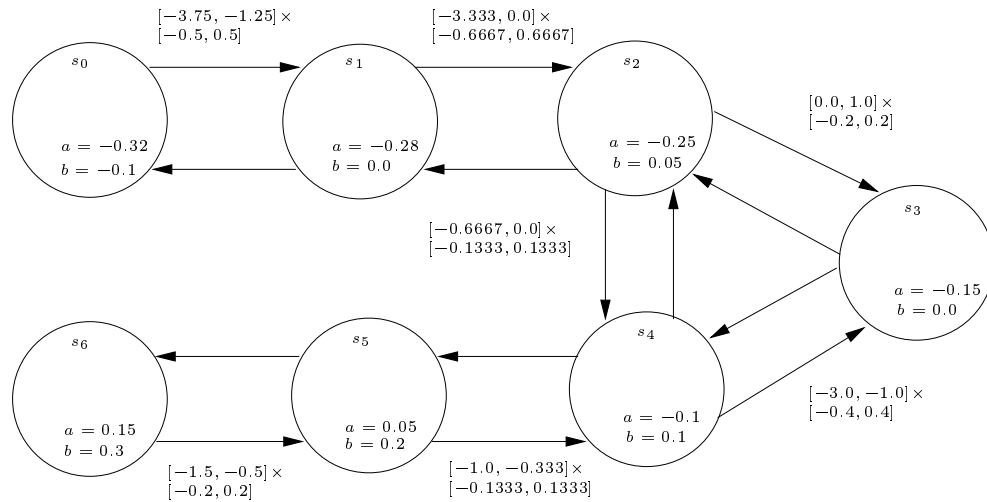 [−3.75, −1.25]×
[−0.5, 0.5]
[−3.333, 0.0]×
[−0.6667, 0.6667]
s0
a = −0.32
b = −0.1
s1
a = −0.28
b = 0.0
s2
a = −0.25
b = 0.05
[0.0, 1.0]×
[−0.2, 0.2]
s3
a = −0.15
b = 0.0
[−0.6667, 0.0]×
[−0.1333, 0.1333]
s6
a = 0.15
b = 0.3
s5
a = 0.05
b = 0.2
s4
a = −0.1
b = 0.1
[−3.0, −1.0]×
[−0.4, 0.4]
[−1.5, −0.5]×
[−0.2, 0.2]
[−1.0, −0.333]×
[−0.1333, 0.1333]